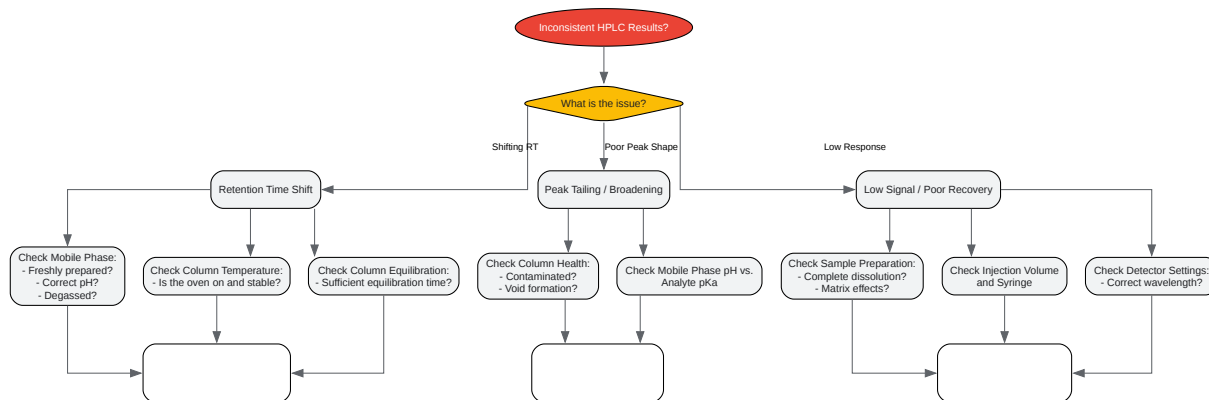 Inconsistent HPLC Results?
What is the issue?
Shifting RT
Poor Peak Shape
Low Response
Retention Time Shift
Peak Tailing / Broadening
Low Signal / Poor Recovery
Check Mobile Phase:
- Freshly prepared?
- Correct pH?
- Degassed?
Check Column Temperature:
- Is the oven on and stable?
Check Column Equilibration:
- Sufficient equilibration time?
Check Column Health:
- Contaminated?
- Void formation?
Check Mobile Phase pH vs.
Analyte pKa
Check Sample Preparation:
- Complete dissolution?
- Matrix effects?
Check Injection Volume
and Syringe
Check Detector Settings:
- Correct wavelength?